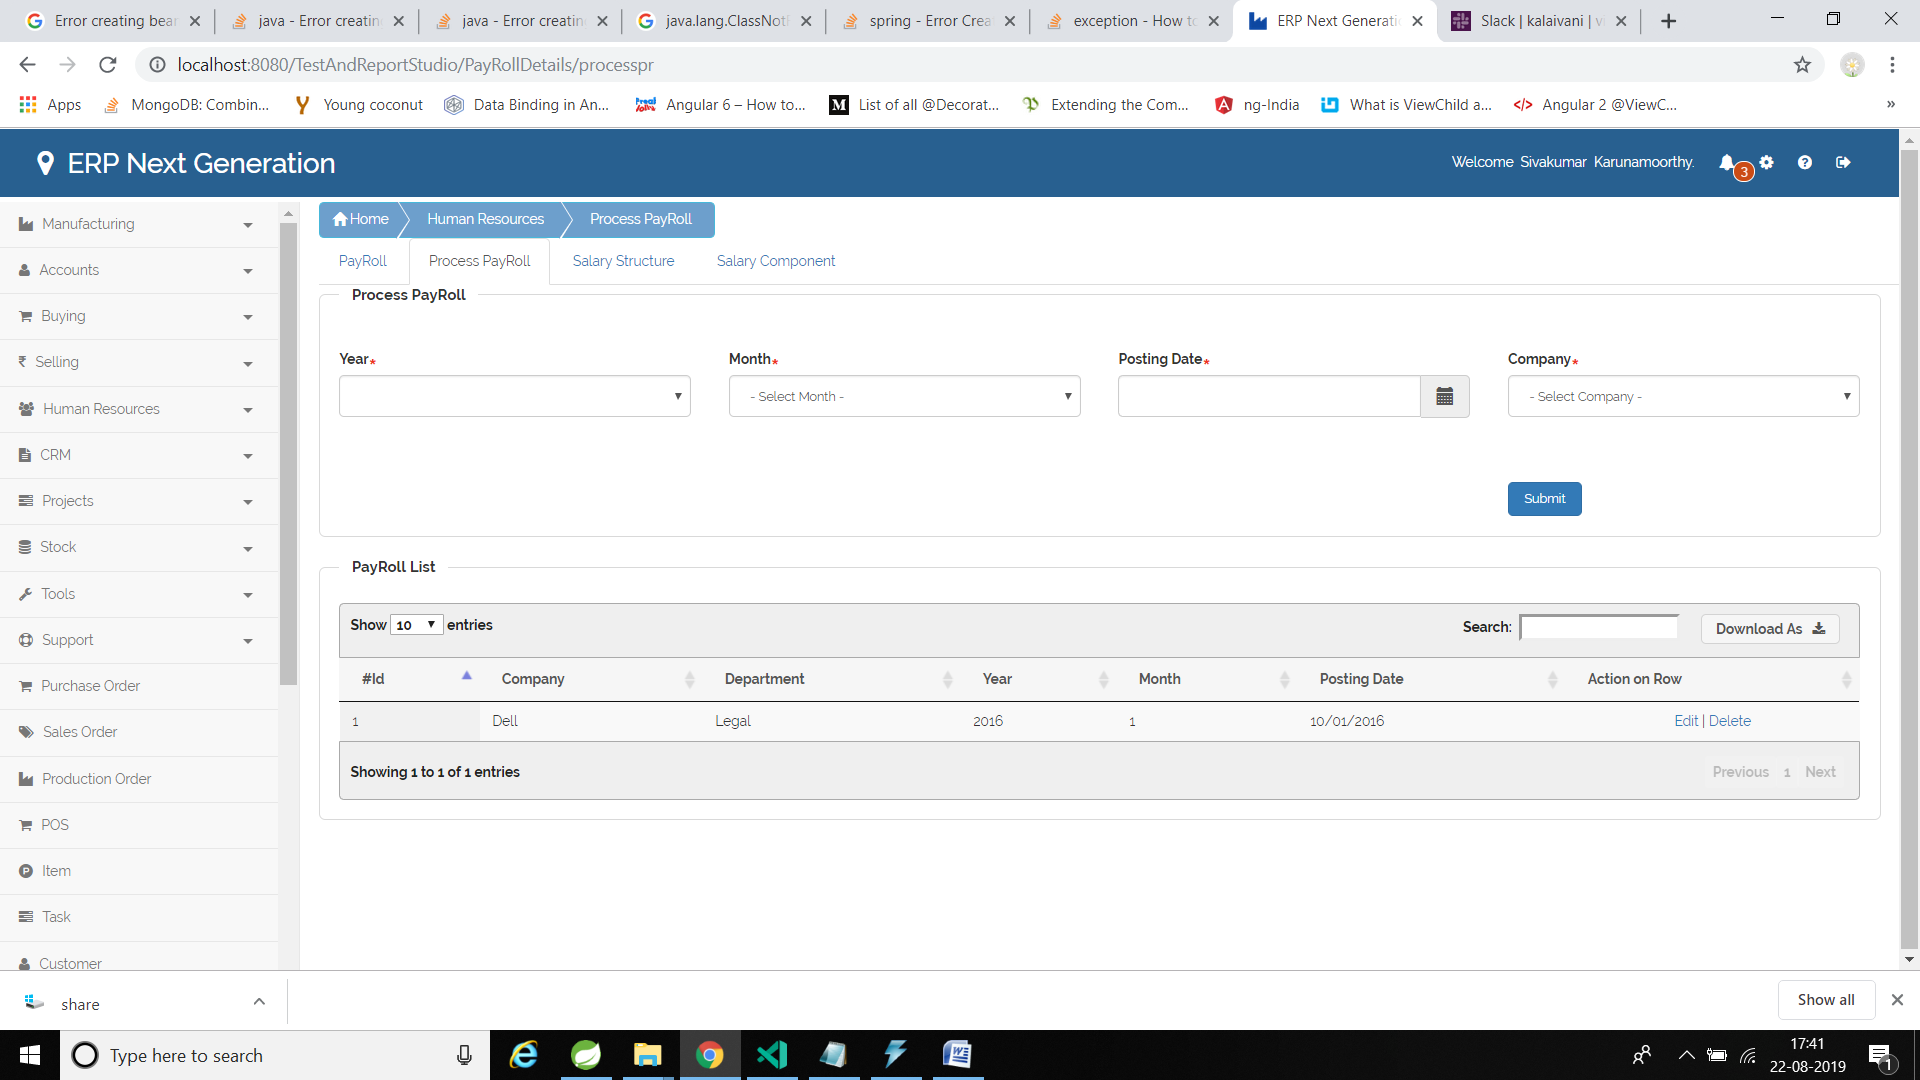 Error creating bear
java - Error creatin
java - Error creatin
java.lang.ClassNotF
spring - Error Crea
exception - How to
ERP Next Generatio
Slack | kalaivani | v
localhost:8080/TestAndReportStudio/PayRollDetails/processpr
Apps
MongoDB: Combin...
Young coconut
Data Binding in An...
Angular 6 – How to...
List of all @Decorat...
Extending the Com...
ng-India
What is ViewChild a...
Angular 2 @ViewC...
»
ERP Next Generation
Welcome Sivakumar Karunamoorthy.
3
Manufacturing
Accounts
Buying
Selling
Human Resources
CRM
Projects
Stock
Tools
Support
Purchase Order
Sales Order
Production Order
POS
Item
Task
Customer
Home
Human Resources
Process PayRoll
PayRoll
Process PayRoll
Salary Structure
Salary Component
Process PayRoll
Year*
Month*
Posting Date*
Company*
- Select Month -
- Select Company -
Submit
PayRoll List
Show 10 entries
Search:
Download As
#Id Company Department Year Month Posting Date Action on Row
1 Dell Legal 2016 1 10/01/2016 Edit | Delete
Showing 1 to 1 of 1 entries
Previous 1 Next
share
Show all
Type here to search
17:41
22-08-2019
1